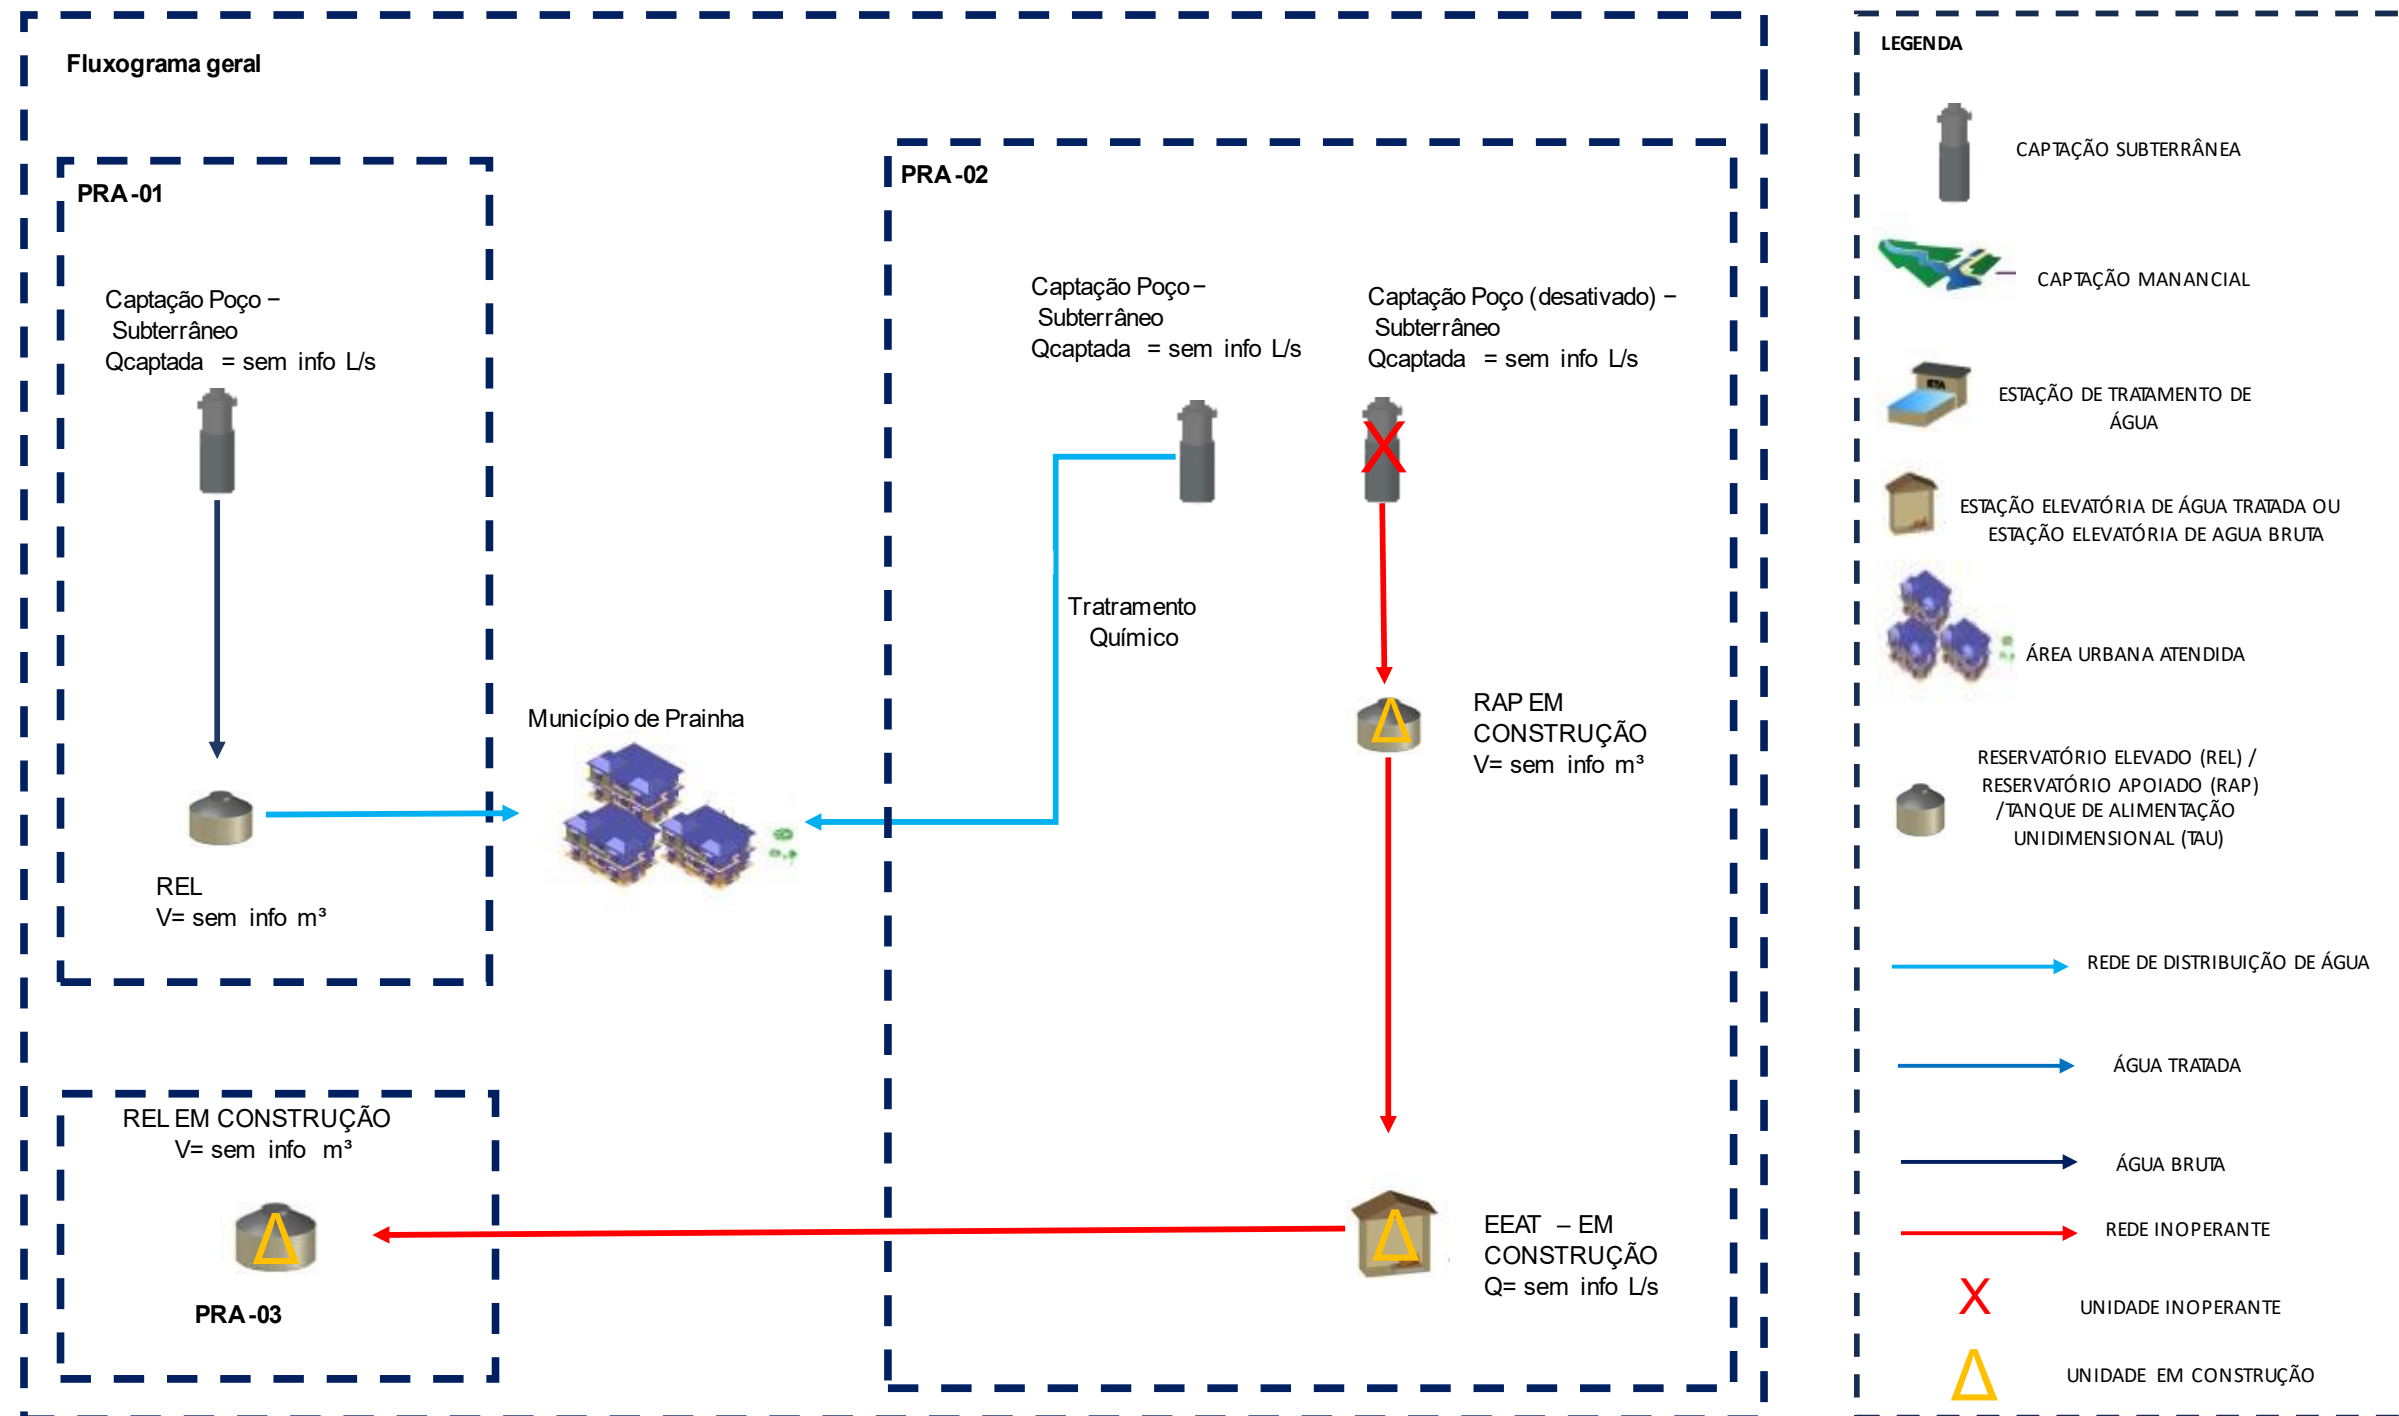 Fluxograma geral
PRA-01
Captação Poço –
Subterrâneo
Qcaptada = sem info L/s
REL
V= sem info m³
Município de Prainha
PRA-02
Captação Poço –
Subterrâneo
Qcaptada = sem info L/s
Captação Poço (desativado) –
Subterrâneo
Qcaptada = sem info L/s
Tratramento
Químico
RAP EM
CONSTRUÇÃO
V= sem info m³
EEAT – EM
CONSTRUÇÃO
Q= sem info L/s
REL EM CONSTRUÇÃO
V= sem info m³
PRA-03
LEGENDA
CAPTAÇÃO SUBTERRÂNEA
CAPTAÇÃO MANANCIAL
ETA
ESTAÇÃO DE TRATAMENTO DE
ÁGUA
ESTAÇÃO ELEVATÓRIA DE ÁGUA TRATADA OU
ESTAÇÃO ELEVATÓRIA DE AGUA BRUTA
ÁREA URBANA ATENDIDA
RESERVATÓRIO ELEVADO (REL) /
RESERVATÓRIO APOIADO (RAP)
/TANQUE DE ALIMENTAÇÃO
UNIDIMENSIONAL (TAU)
REDE DE DISTRIBUIÇÃO DE ÁGUA
ÁGUA TRATADA
ÁGUA BRUTA
REDE INOPERANTE
X
UNIDADE INOPERANTE
UNIDADE EM CONSTRUÇÃO